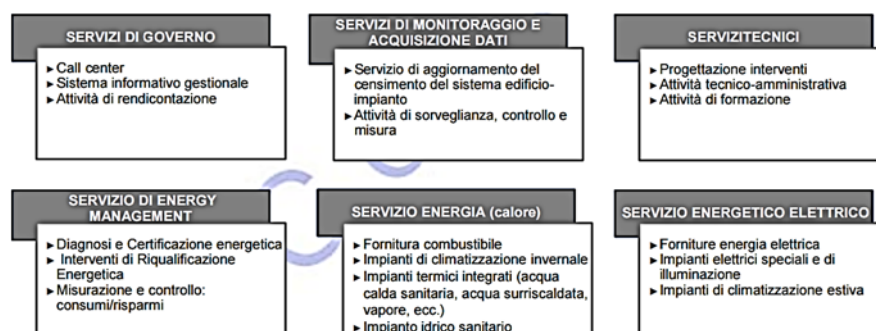 SERVIZI DI GOVERNO
▸Call center
▸Sistema informativo gestionale
▸Attività di rendicontazione
SERVIZI DI MONITORAGGIO E
ACQUISIZIONE DATI
▸Servizio di aggiornamento del
censimento del sistema edificio-
impianto
▸Attività di sorveglianza, controllo e
misura
SERVIZITECNICI
▸Progettazione interventi
▸Attività tecnico-amministrativa
▸Attività di formazione
SERVIZIO DI ENERGY
MANAGEMENT
▸Diagnosi e Certificazione energetica
▸ Interventi di Riqualificazione
Energetica
▸Misurazione e controllo:
consumi/risparmi
SERVIZIO ENERGIA (calore)
▸Fornitura combustibile
▸Impianti di climatizzazione invernale
▸Impianti termici integrati (acqua
calda sanitaria, acqua surriscaldata,
vapore, ecc.)
▸Impianto idrico sanitario
SERVIZIO ENERGETICO ELETTRICO
▸Forniture energia elettrica
▸Impianti elettrici speciali e di
illuminazione
▸Impianti di climatizzazione estiva